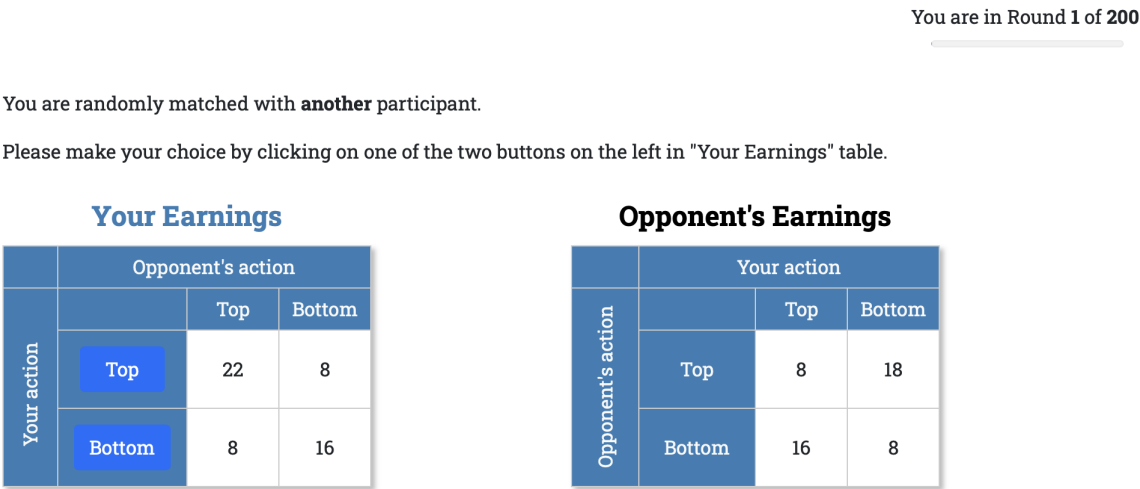 You are in Round 1 of 200
You are randomly matched with another participant.
Please make your choice by clicking on one of the two buttons on the left in "Your Earnings" table.
Your Earnings
Opponent's action
Top Bottom
Your action
Top 22 8
Bottom 8 16
Opponent's Earnings
Your action
Top Bottom
Opponent's action
Top 8 18
Bottom 16 8